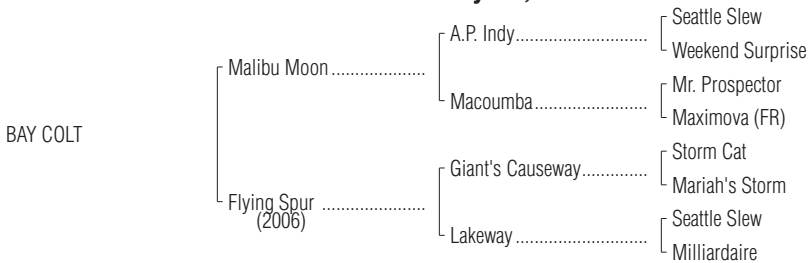 Seattle Slew
A.P. Indy
Weekend Surprise
Malibu Moon
Mr. Prospector
Macoumba
Maximova (FR)
BAY COLT
Storm Cat
Giant's Causeway
Mariah's Storm
Flying Spur
(2006)
Seattle Slew
Lakeway
Milliardaire